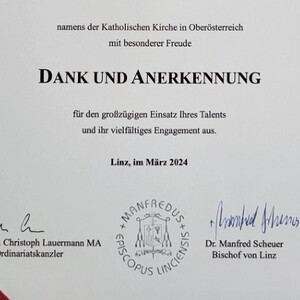 namens der Katholischen Kirche in Oberösterreich
mit besonderer Freude
DANK UND ANERKENNUNG
für den großzügigen Einsatz Ihres Talents
und ihr vielfältiges Engagement aus.
Linz, im März 2024
+ MANFREDUS + EPISCOPUS LINCIENSIS
Christoph Lauermann MA
Ordinariatskanzler
Dr. Manfred Scheuer
Bischof von Linz